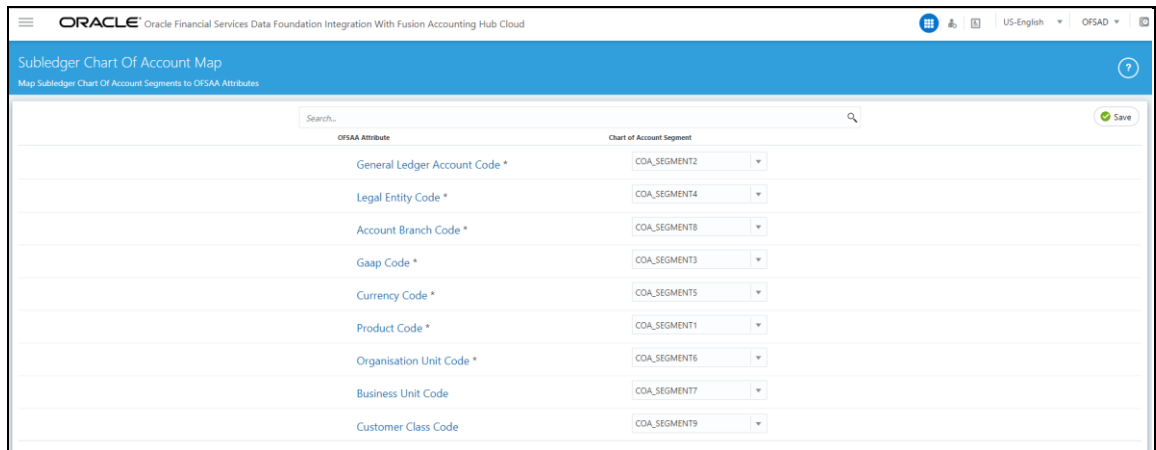 ORACLE® Oracle Financial Services Data Foundation Integration With Fusion Accounting Hub Cloud US-English OFSAD
Subledger Chart Of Account Map
Map Subledger Chart Of Account Segments to OFSAA Attributes
?
Search...
Save
OFSAA Attribute Chart of Account Segment
General Ledger Account Code * COA_SEGMENT2
Legal Entity Code * COA_SEGMENT4
Account Branch Code * COA_SEGMENT8
Gaap Code * COA_SEGMENT3
Currency Code * COA_SEGMENT5
Product Code * COA_SEGMENT1
Organisation Unit Code * COA_SEGMENT6
Business Unit Code COA_SEGMENT7
Customer Class Code COA_SEGMENT9